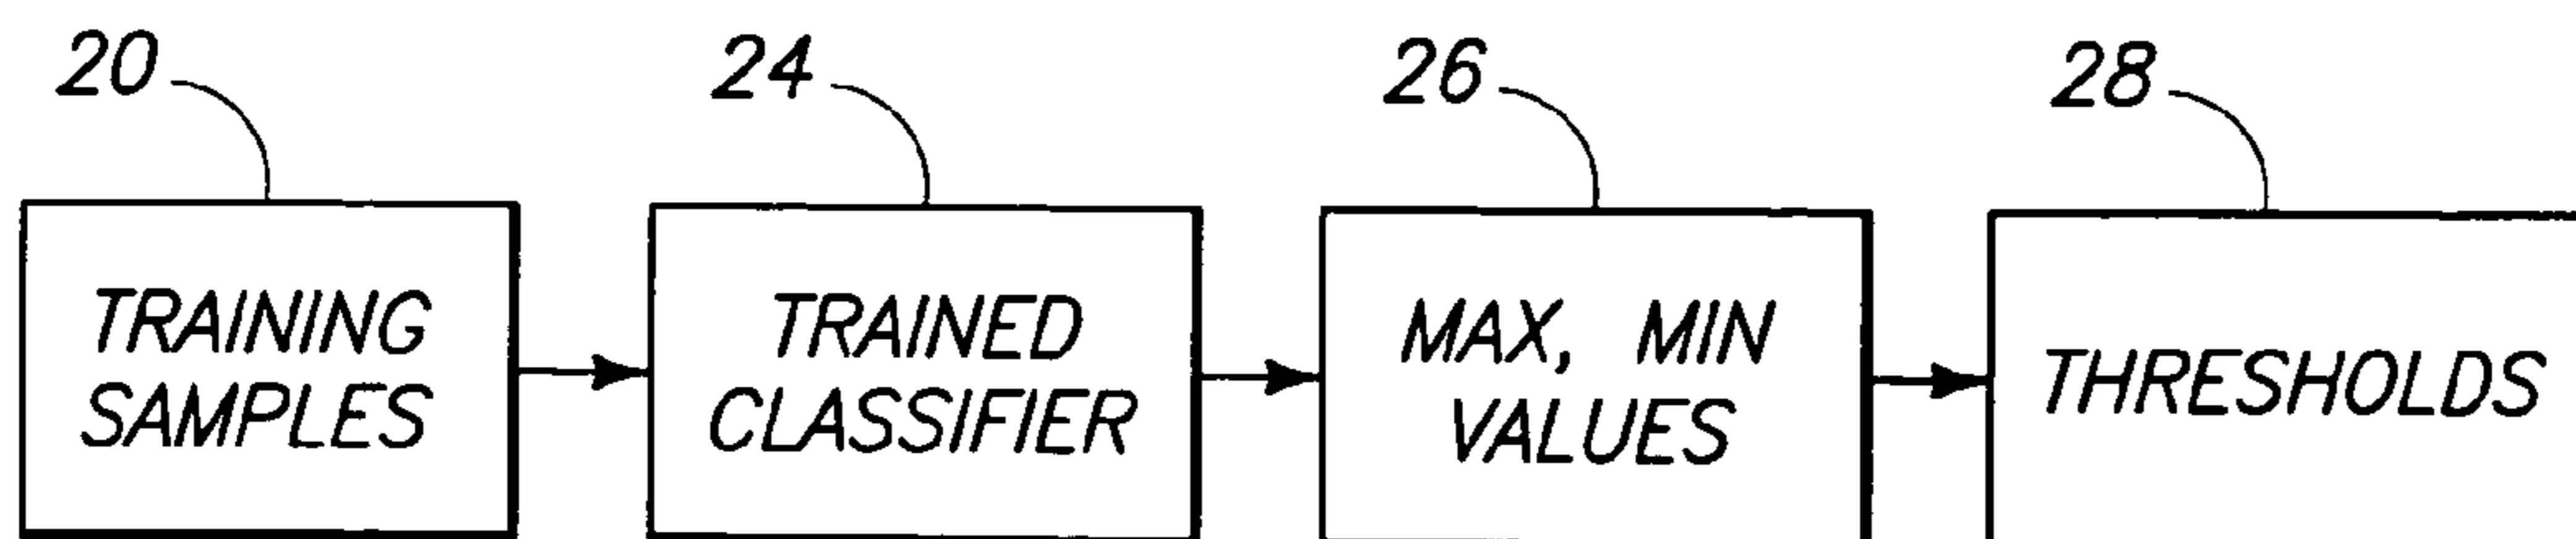 20
24
26
28
TRAINING
SAMPLES
TRAINED
CLASSIFIER
MAX, MIN
VALUES
THRESHOLDS